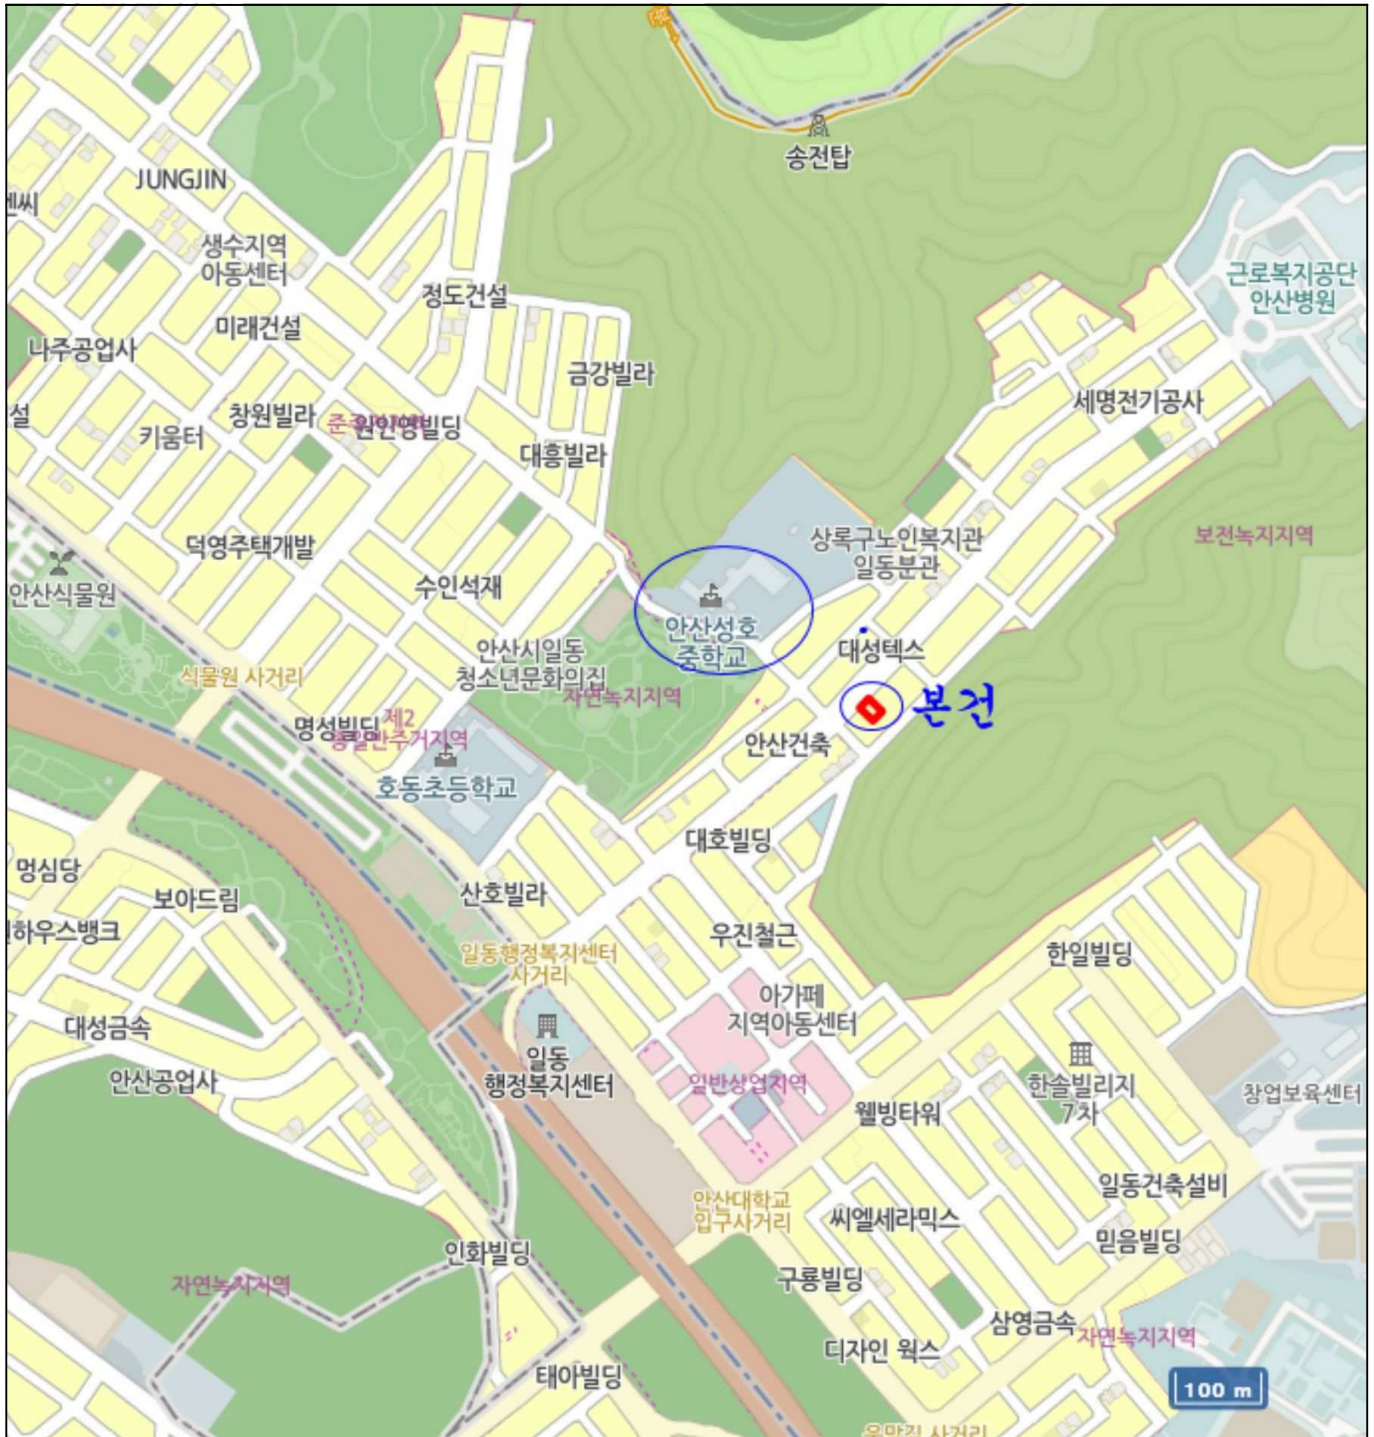 송전탑
JUNGJIN
생수지역
아동센터
근로복지공단
안산병원
정도건설
미래건설
나주공업사
금강빌라
세명전기공사
설
창원빌라
원인영빌딩
키움터
대흥빌라
보전녹지지역
상록구노인복지관
일동분관
덕영주택개발
수인석재
안산식물원
안산성호
중학교
안산시일동
청소년문화의집
대성텍스
식물원 사거리
자연녹지지역
본건
명성빌딩
제2
종일반주거지역
안산건축
호동초등학교
대호빌딩
멍심당
보아드림
산호빌라
하우스뱅크
우진철근
일동행정복지센터
사거리
한일빌딩
아가페
지역아동센터
대성금속
일동
행정복지센터
안산공업사
일반상업지역
한솔빌리지
7차
창업보육센터
웰빙타워
일동건축설비
안산대학교
입구사거리
씨엘세라믹스
믿음빌딩
인화빌딩
구룡빌딩
자연녹지지역
삼영금속
자연녹지지역
디자인 웍스
태아빌딩
100 m